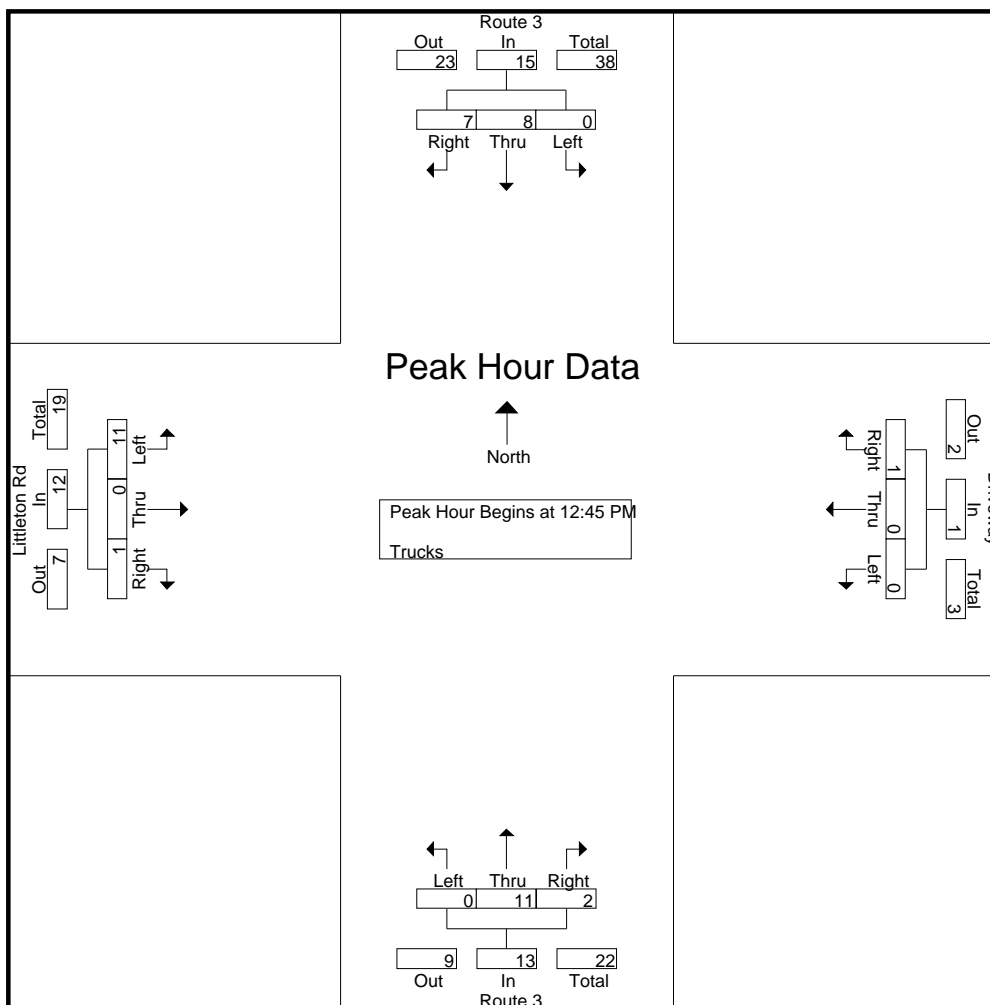 Route 3
Out In Total
23 15 38
7 8 0
Right Thru Left
Peak Hour Data
North
Peak Hour Begins at 12:45 PM
Trucks
Littleton Rd
Total In Out
19 12 7
11 0 1
Left Thru Right
Right Thru Left
1 0 0
Out In Total
2 1 3
Left Thru Right
0 11 2
9 13 22
Out In Total
Route 3